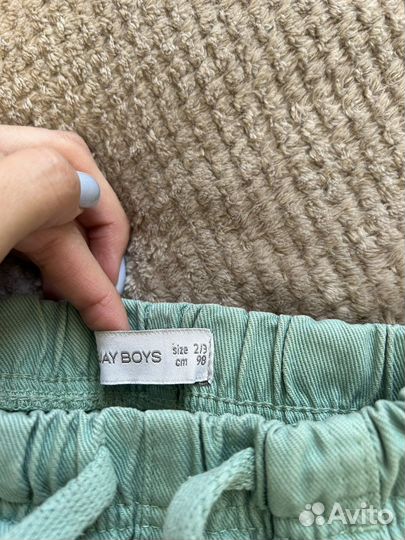 AY BOYS
size 2/3
cm 98
Avito